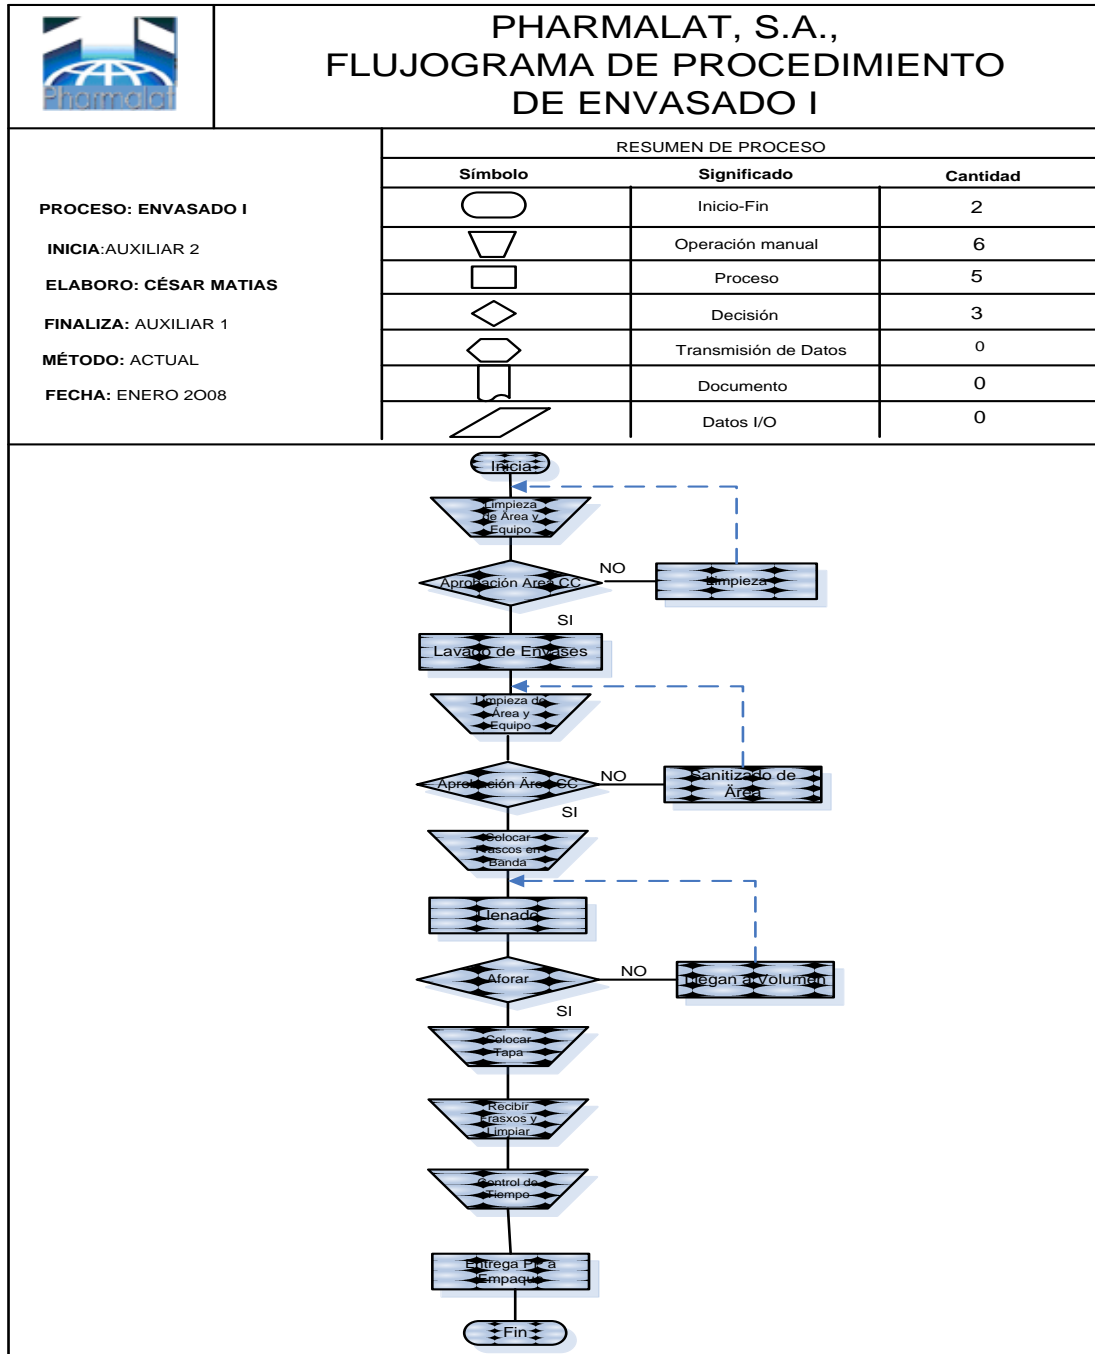 PHARMALAT, S.A.,
FLUJOGRAMA DE PROCEDIMIENTO
DE ENVASADO I
Pharmalat
PROCESO: ENVASADO I
INICIA:AUXILIAR 2
ELABORO: CÉSAR MATIAS
FINALIZA: AUXILIAR 1
MÉTODO: ACTUAL
FECHA: ENERO 2O08
RESUMEN DE PROCESO
Símbolo Significado Cantidad
Inicio-Fin 2
Operación manual 6
Proceso 5
Decisión 3
Transmisión de Datos 0
Documento 0
Datos I/O 0
Inicia
Limpieza
de Área y
Equipo
Aprobación Area CC
NO
Limpieza
SI
Lavado de Envases
Limpieza de
Área y
Equipo
Aprobación Área CC
NO
Sanitizado de
Área
SI
Colocar
Frascos en
Banda
Llenado
Aforar
NO
Llegan a Volumen
SI
Colocar
Tapa
Recibir
Frasxos y
Limpiar
Control de
Tiempo
Entrega PT a
Empaque
Fin